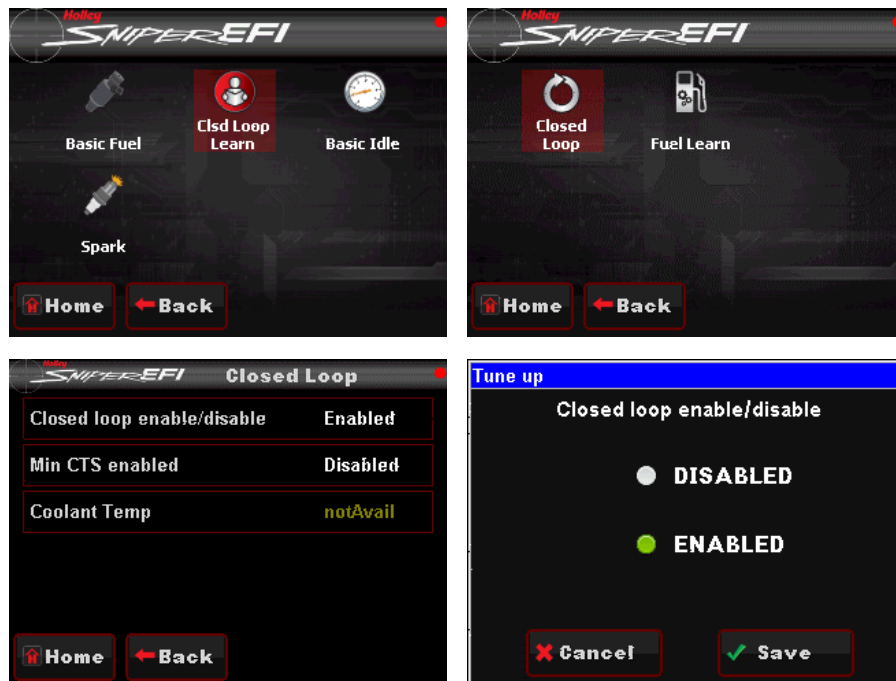 Holley
SNIPER EFI
Basic Fuel
Clsd Loop
Learn
Basic Idle
Spark
Home
Back
Holley
SNIPER EFI
Closed
Loop
Fuel Learn
Home
Back
Holley
SNIPER EFI Closed Loop
Closed loop enable/disable Enabled
Min CTS enabled Disabled
Coolant Temp notAvail
Home
Back
Tune up
Closed loop enable/disable
DISABLED
ENABLED
Cancel
Save